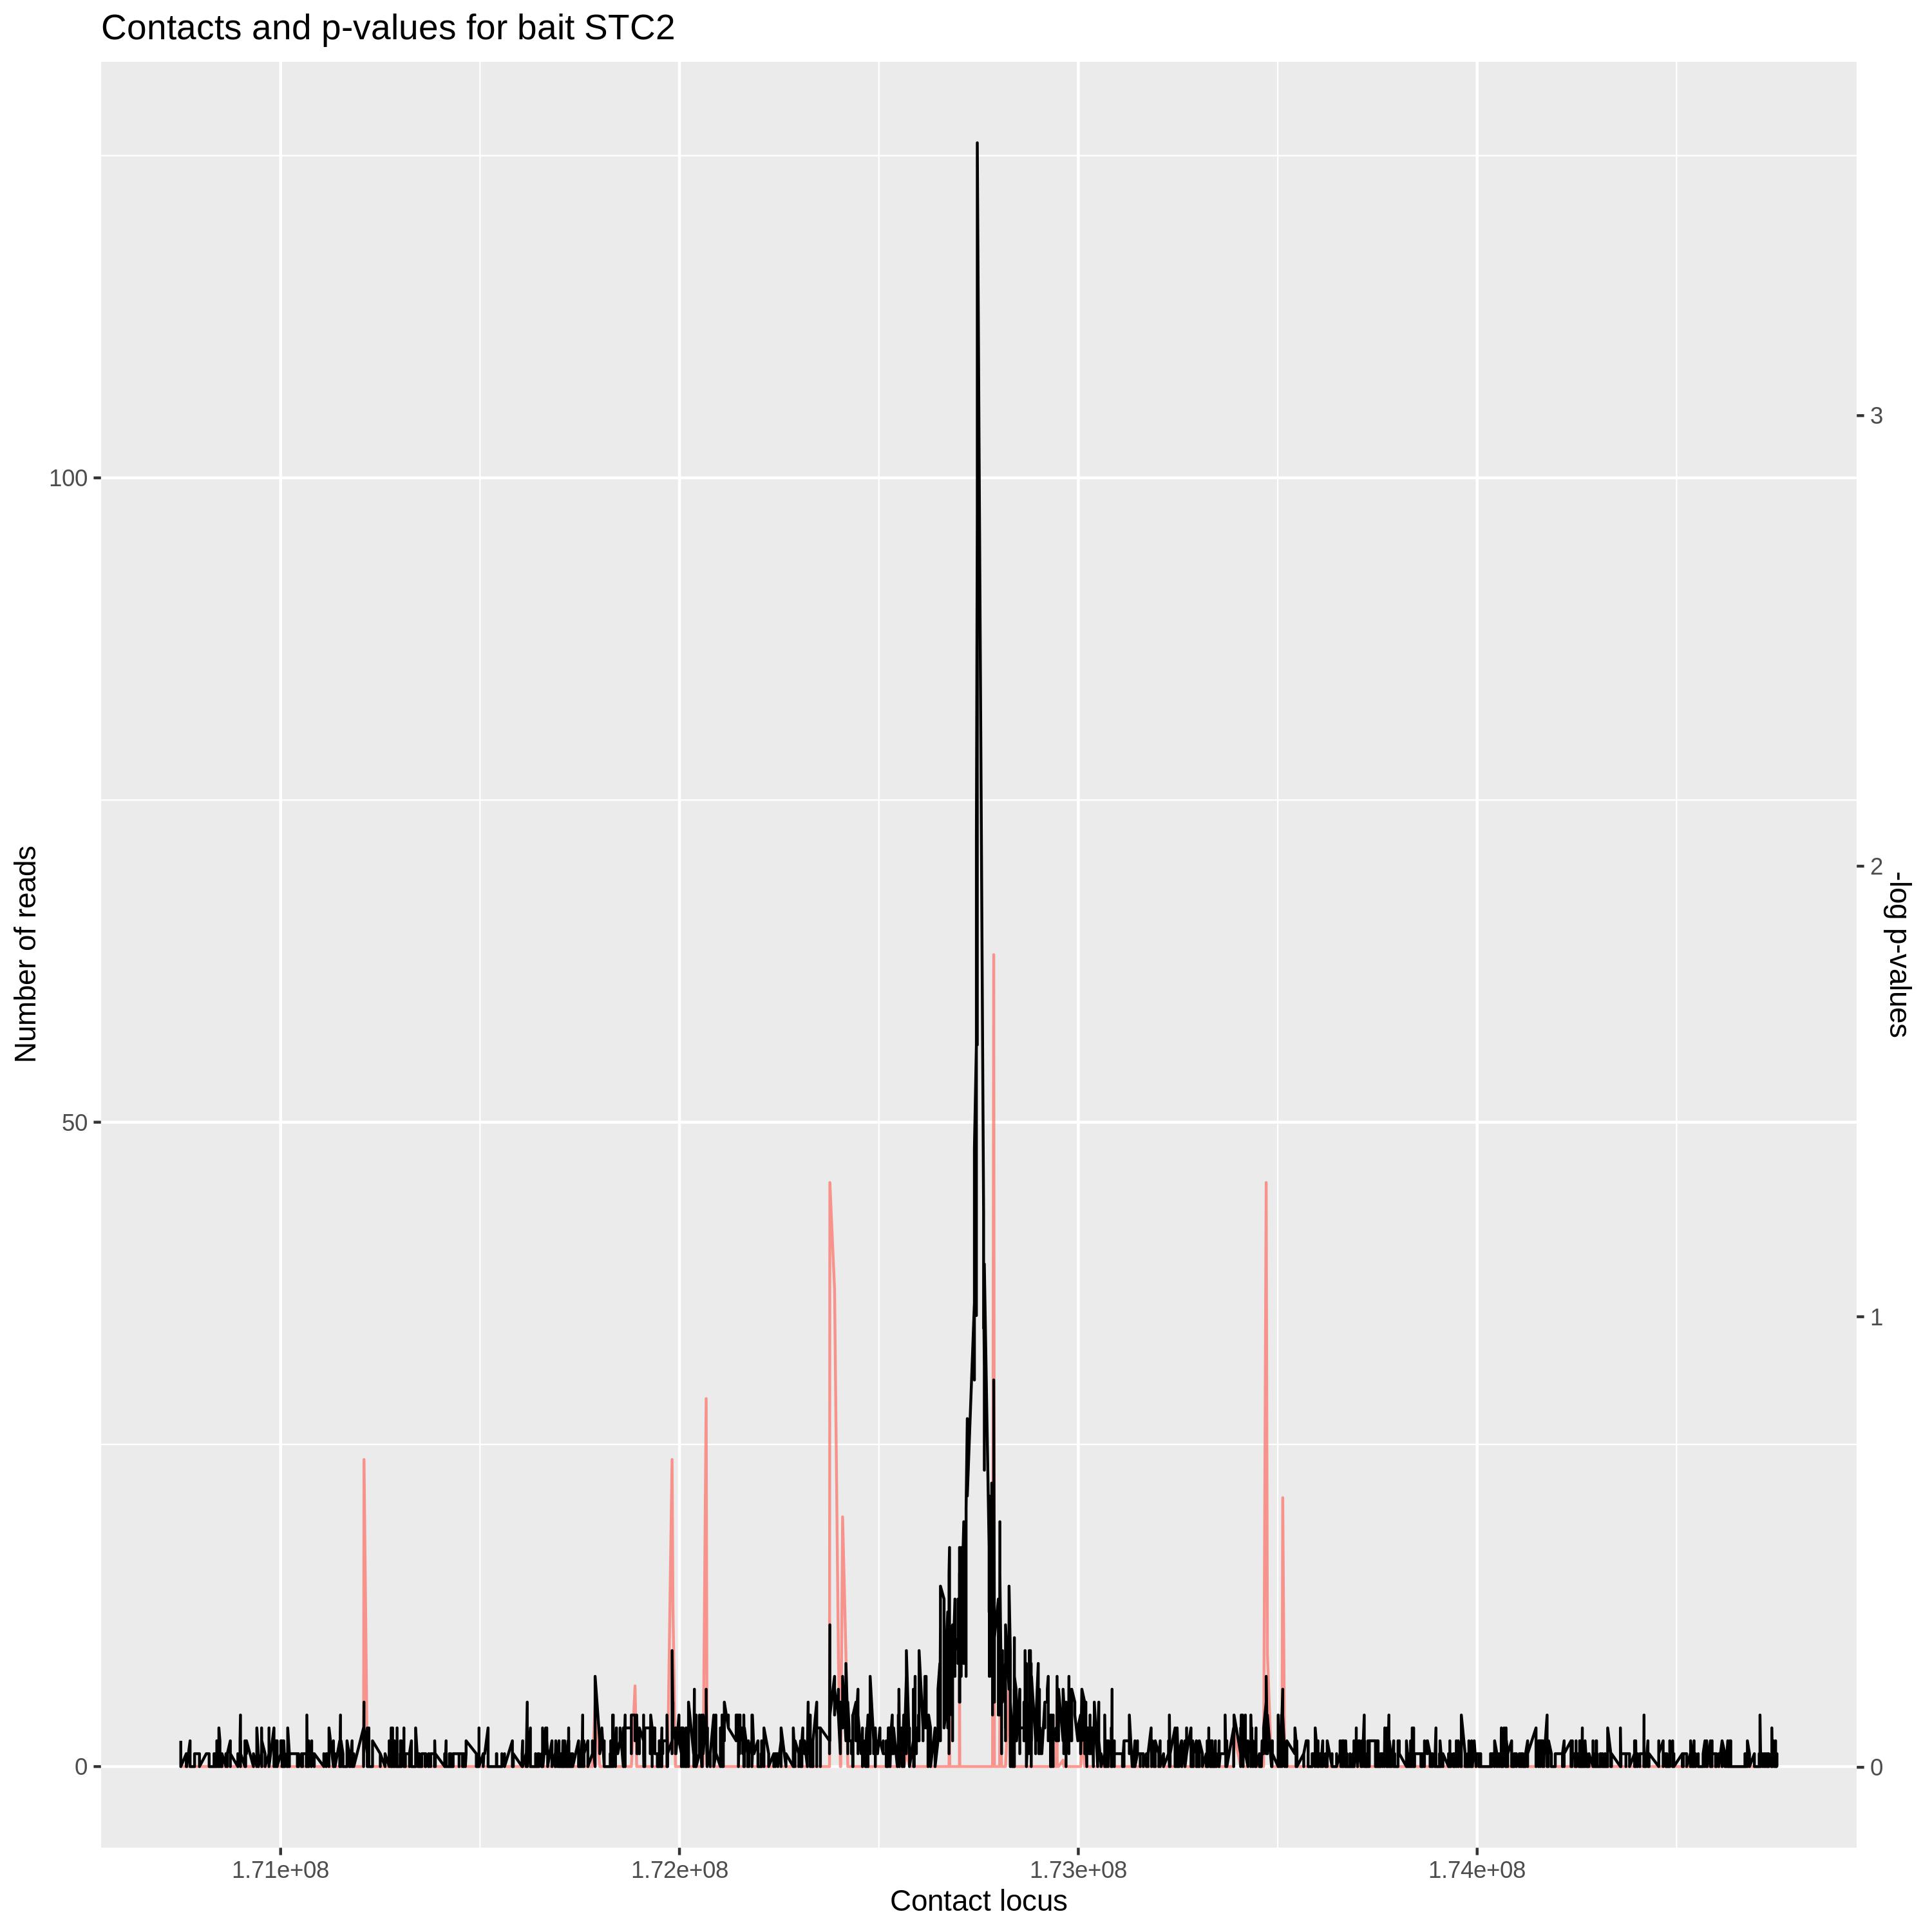 Contacts and p-values for bait STC2
Number of reads
100
50
0
3
2
1
0
-log p-values
1.71e+08
1.72e+08
1.73e+08
1.74e+08
Contact locus